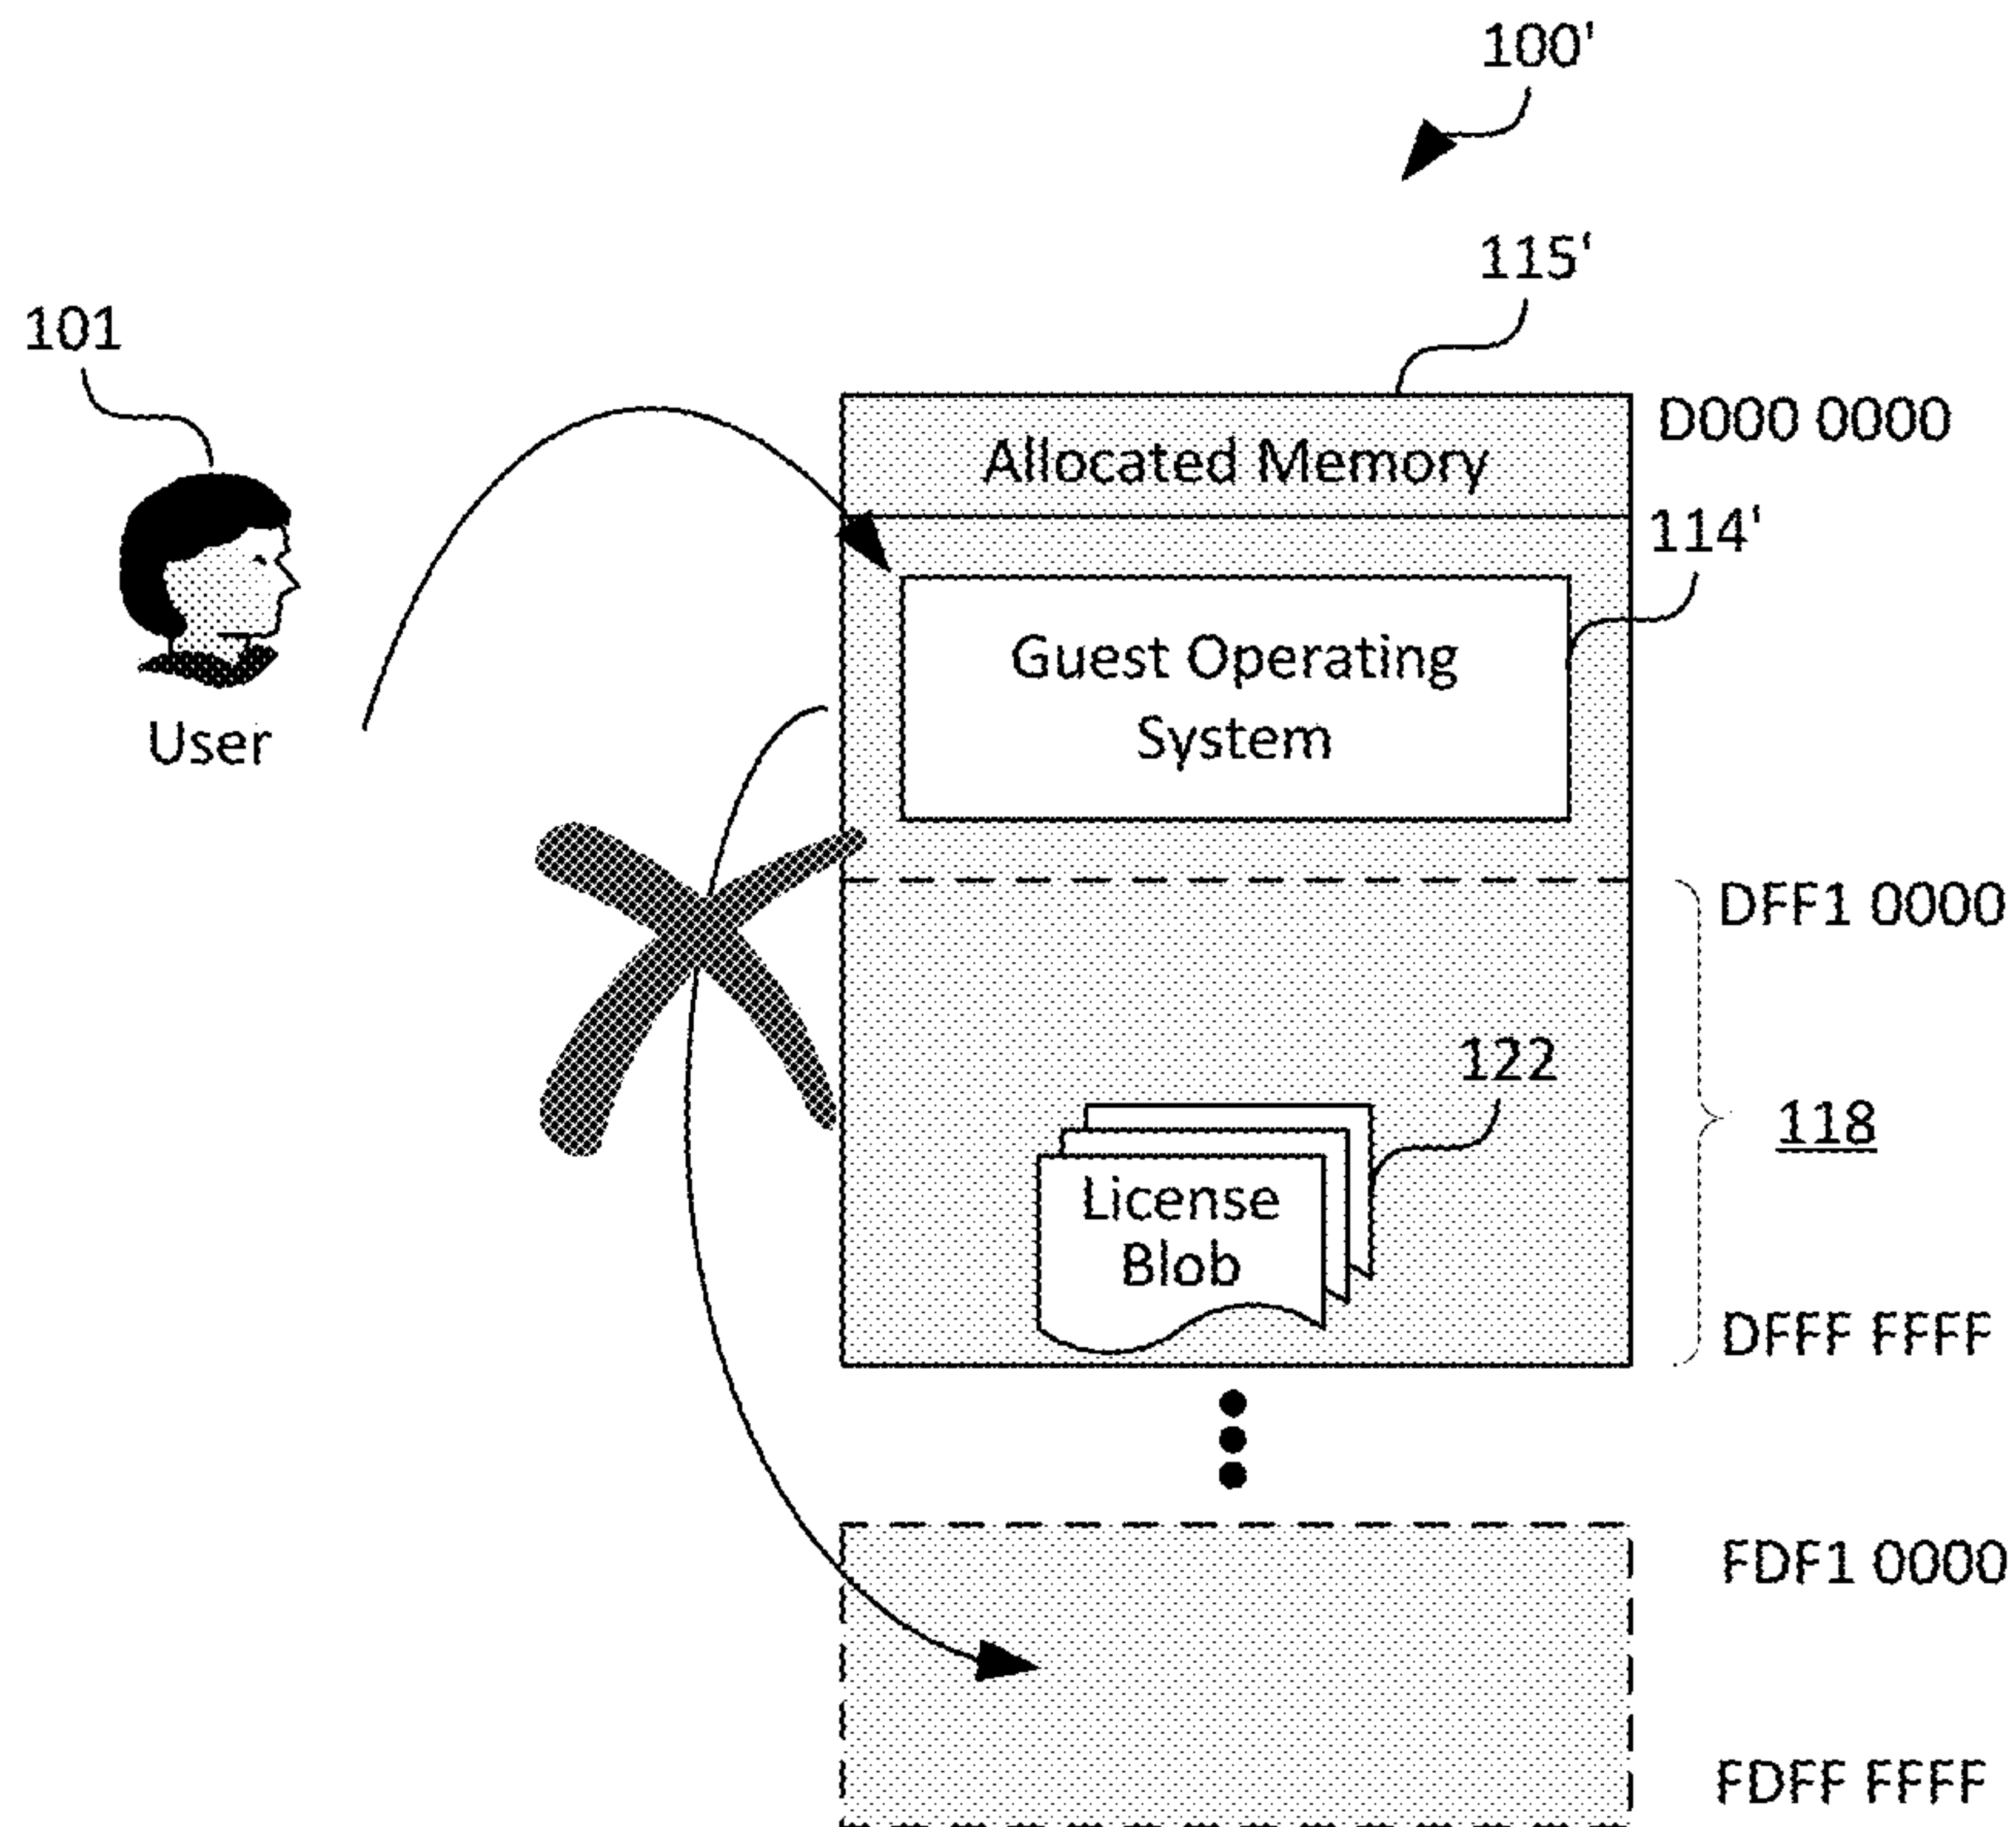 100'
115'
101
D000 0000
Allocated Memory
114'
Guest Operating
System
User
DFF1 0000
122
118
License
Blob
DFFF FFFF
FDF1 0000
FDFF FFFF